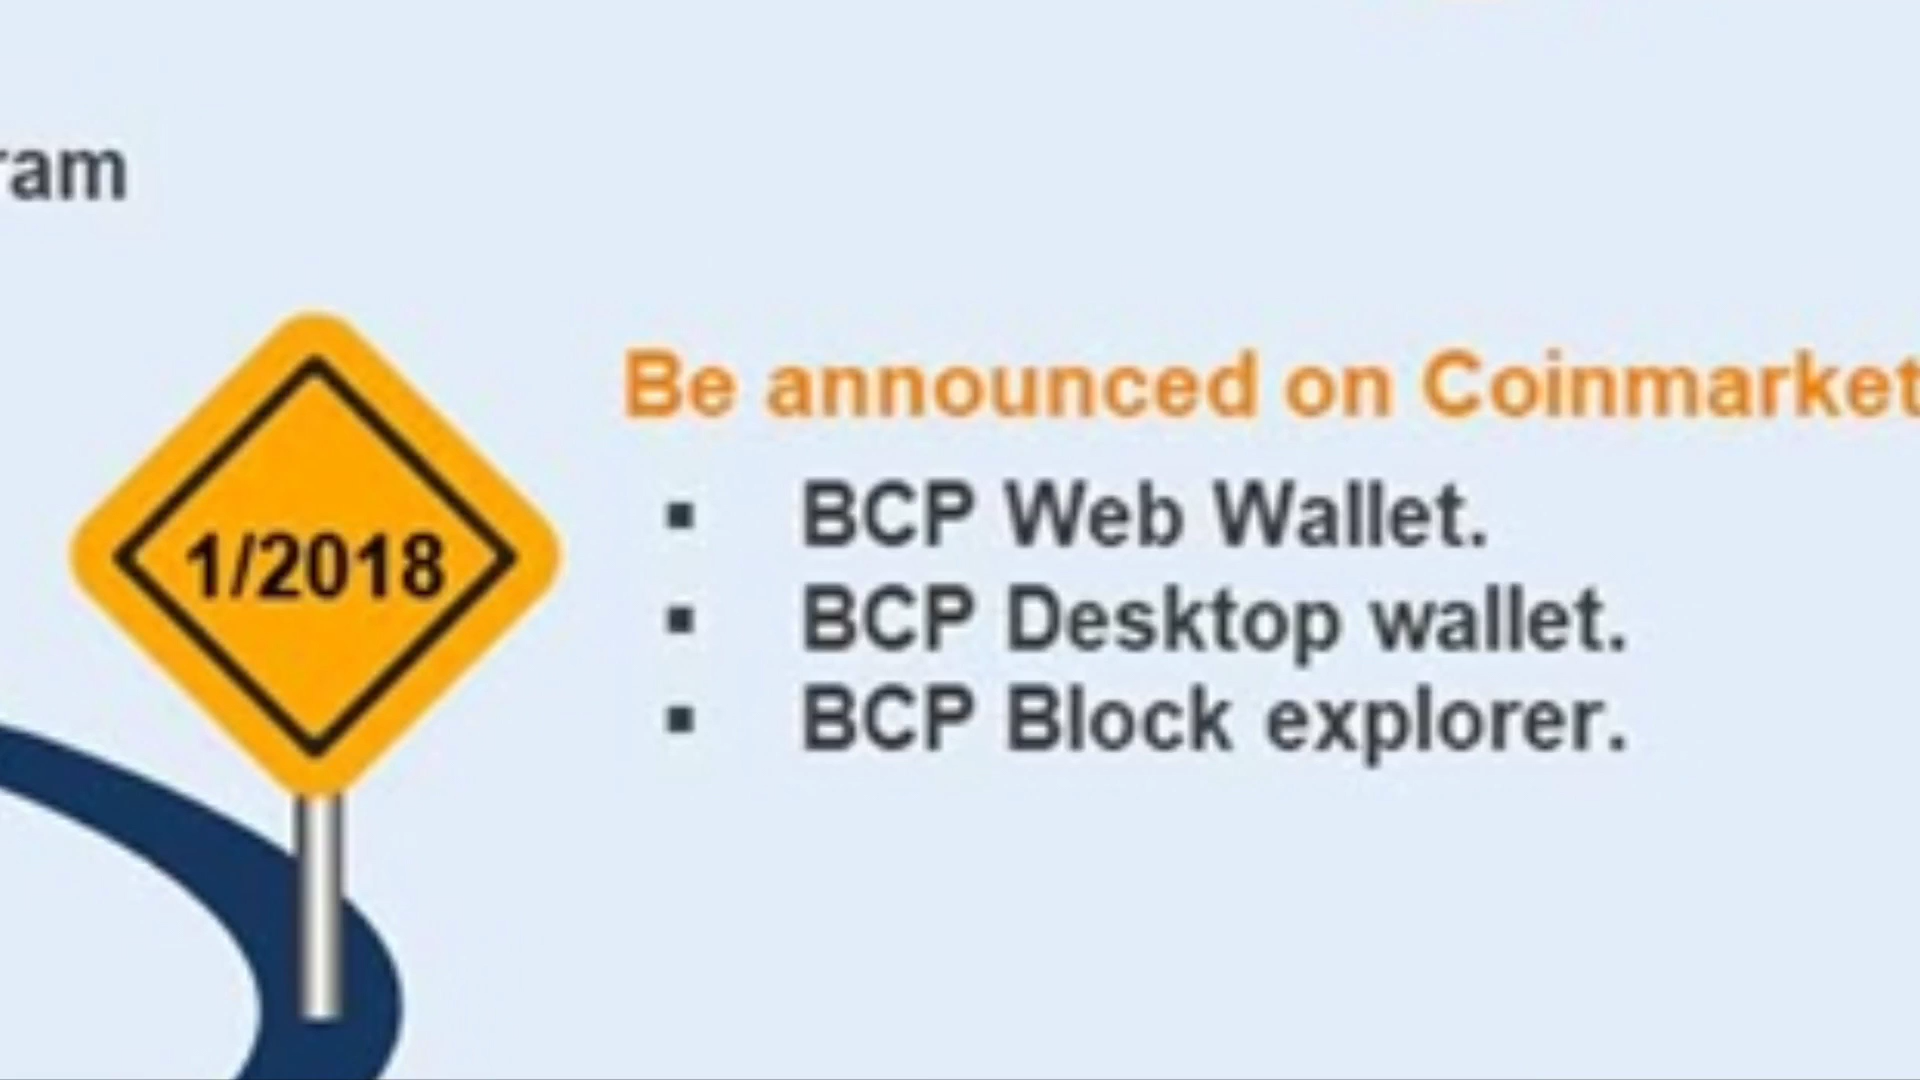 ram
Be announced on Coinmarket
1/2018
▪ BCP Web Wallet.
▪ BCP Desktop wallet.
▪ BCP Block explorer.